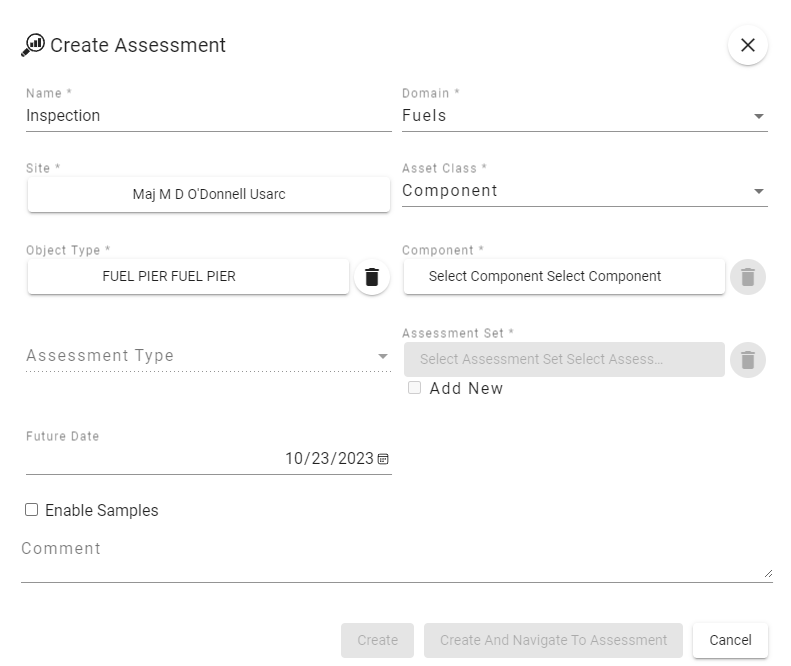 Create Assessment
Name *
Domain *
Inspection
Fuels
Site *
Asset Class *
Maj M D O'Donnell Usarc
Component
Object Type *
Component *
FUEL PIER FUEL PIER
Select Component Select Component
Assessment Set *
Assessment Type
Select Assessment Set Select Assess...
Add New
Future Date
10/23/2023
Enable Samples
Comment
Create
Create And Navigate To Assessment
Cancel